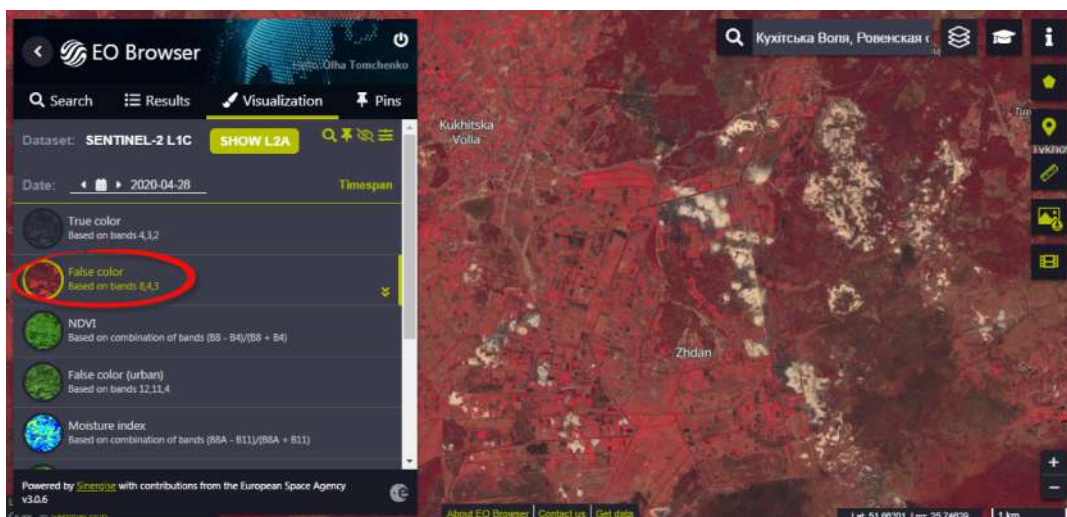 EO Browser
Hello, Olha Tomchenko
Search
Results
Visualization
Pins
Dataset: SENTINEL-2 L1C
SHOW L2A
Date:
2020-04-28
Timespan
True color
Based on bands 4,3,2
False color
Based on bands 8,4,3
NDVI
Based on combination of bands (B8 - B4)/(B8 + B4)
False color (urban)
Based on bands 12,11,4
Moisture index
Based on combination of bands (B8A - B11)/(B8A + B11)
Powered by Sinergise with contributions from the European Space Agency
v3.0.6
Кухітська Воля, Ровенская
Kukhitska
Volia
Zhdan
About EO Browser
Contact us
Get data
1 km